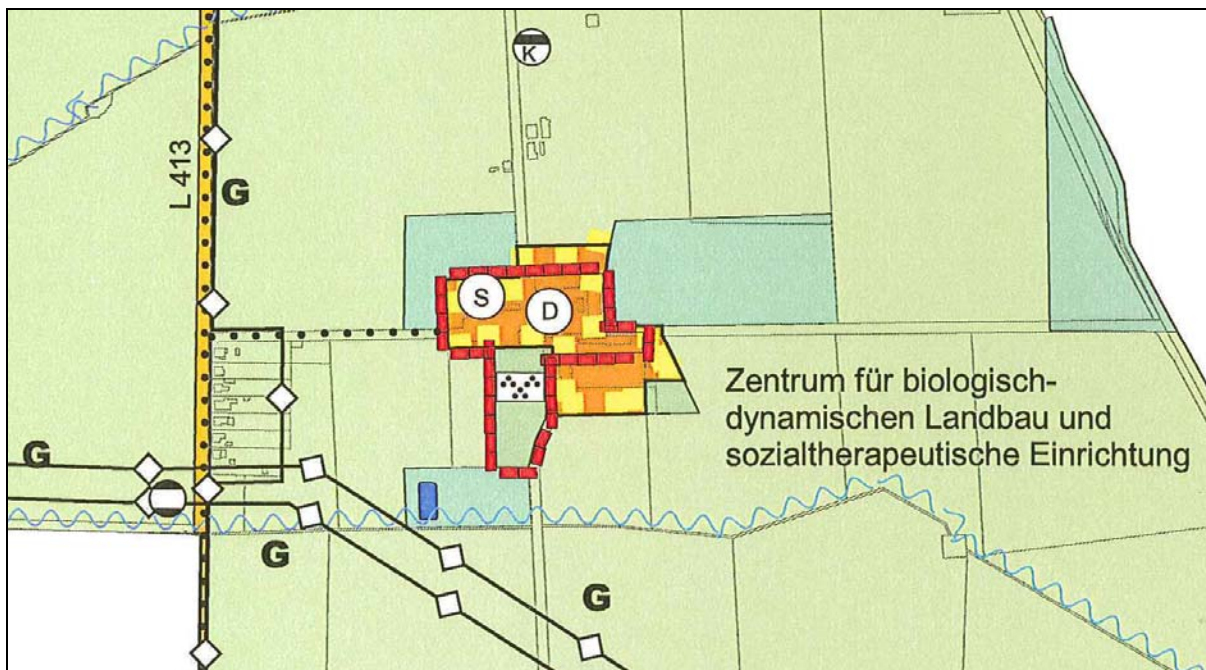 K
L 413
G
S
D
Zentrum für biologisch-
dynamischen Landbau und
sozialtherapeutische Einrichtung
G
G
G